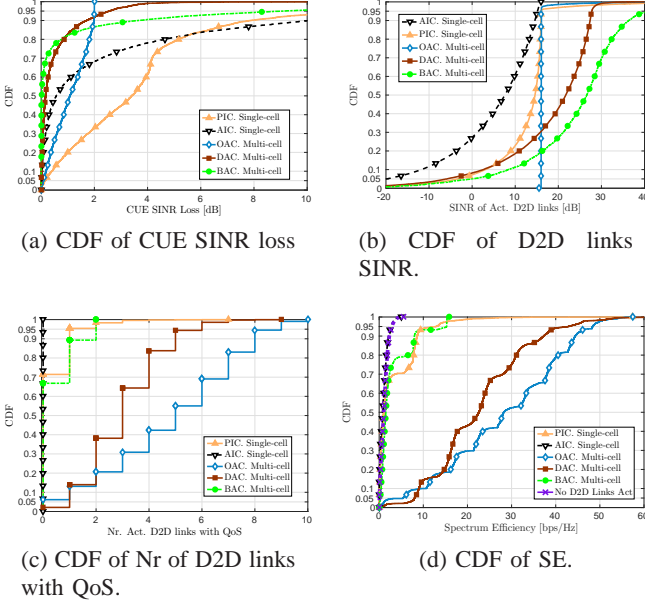 CDF
1
0.95
0.9
0.8
0.7
0.6
0.5
0.4
0.3
0.2
0.1
0.05
0
PIC. Single-cell
AIC. Single-cell
OAC. Multi-cell
DAC. Multi-cell
BAC. Multi-cell
0 2 4 6 8 10
CUE SINR Loss [dB]
(a) CDF of CUE SINR loss
CDF
1
0.95
0.9
0.8
0.7
0.6
0.5
0.4
0.3
0.2
0.1
0.05
AIC. Single-cell
PIC. Single-cell
OAC. Multi-cell
DAC. Multi-cell
BAC. Multi-cell
-20 -10 0 10 20 30 40
SINR of Act. D2D links [dB]
(b) CDF of D2D links
SINR.
CDF
1
0.95
0.9
0.8
0.7
0.6
0.5
0.4
0.3
0.2
0.1
0.05
0
PIC. Single-cell
AIC. Single-cell
OAC. Multi-cell
DAC. Multi-cell
BAC. Multi-cell
0 2 4 6 8 10
Nr. Act. D2D links with QoS
(c) CDF of Nr of D2D links
with QoS.
CDF
1
0.95
0.9
0.8
0.7
0.6
0.5
0.4
0.3
0.2
0.1
0.05
0
PIC. Single-cell
AIC. Single-cell
OAC. Multi-cell
DAC. Multi-cell
BAC. Multi-cell
No D2D Links Act
0 10 20 30 40 50 60
Spectrum Efficiency [bps/Hz]
(d) CDF of SE.